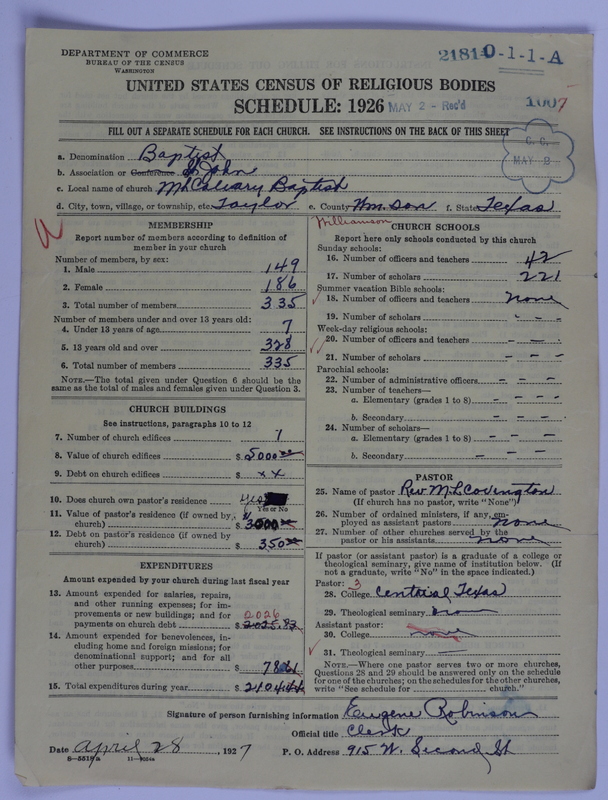 DEPARTMENT OF COMMERCE
BUREAU OF THE CENSUS
WASHINGTON
21810-1-1-A
UNITED STATES CENSUS OF RELIGIOUS BODIES
SCHEDULE: 1926
MAY 2 - Rec'd
1007
FILL OUT A SEPARATE SCHEDULE FOR EACH CHURCH. SEE INSTRUCTIONS ON THE BACK OF THIS SHEET
C. C.
MAY 3
a. Denomination Baptist
b. Association or Conference St John
c. Local name of church Mt Calvary Baptist
d. City, town, village, or township, etc. Taylor e. County Wm.son f. State Texas
Williamson
MEMBERSHIP
Report number of members according to definition of member in your church
Number of members, by sex:
1. Male 149
2. Female 186
3. Total number of members 335
Number of members under and over 13 years old:
4. Under 13 years of age 7
5. 13 years old and over 328
6. Total number of members 335
NOTE.—The total given under Question 6 should be
same as the total of males and females given under Question 3.
CHURCH BUILDINGS
See instructions, paragraphs 10 to 12
7. Number of church edifices 1
8. Value of church edifices $5000
9. Debt on church edifices $ xx
10. Does church own pastor's residence yes
Yes or No
11. Value of pastor's residence (if owned by
church) $3000
12. Debt on pastor's residence (if owned by
church) $350
EXPENDITURES
Amount expended by your church during last fiscal year
13. Amount expended for salaries, repairs,
and other running expenses; for im-
provements or new buildings; and for
payments on church debt $2025.83
2026
14. Amount expended for benevolences,
including home and foreign missions; for
denominational support; and for all
other purposes $78.61
15. Total expenditures during year $2104.44
CHURCH SCHOOLS
Report here only schools conducted by this church
Sunday schools:
16. Number of officers and teachers 42
17. Number of scholars 221
Summer vacation Bible schools:
18. Number of officers and teachers none
19. Number of scholars - - -
Week-day religious schools:
20. Number of officers and teachers - - -
21. Number of scholars - - -
Parochial schools:
22. Number of administrative officers - - -
23. Number of teachers—
a. Elementary (grades 1 to 8) - - -
b. Secondary - - -
24. Number of scholars—
a. Elementary (grades 1 to 8) - - -
b. Secondary - - -
PASTOR
25. Name of pastor Rev. M. L. Covington
(If church has no pastor, write "None")
26. Number of ordained ministers, if any, em-
ployed as assistant pastors none
27. Number of other churches served by the
pastor or his assistants none
If pastor (or assistant pastor) is a graduate of a college or
theological seminary, give name of institution below. (If
not a graduate, write "No" in the space indicated.)
Pastor: 3
28. College Texas
29. Theological seminary
Assistant pastor:
30. College none
31. Theological seminary —
NOTE.—Where one pastor serves two or more churches,
Questions 28 and 29 should be answered only on the schedule
for one of the churches; on the schedules for the other churches,
write "See schedule for church."
Signature of person furnishing information Eugene Robinson
Official title Clerk
Date April 28, 1927 P. O. Address 915 W. Second St
8-5518a 11-9554a